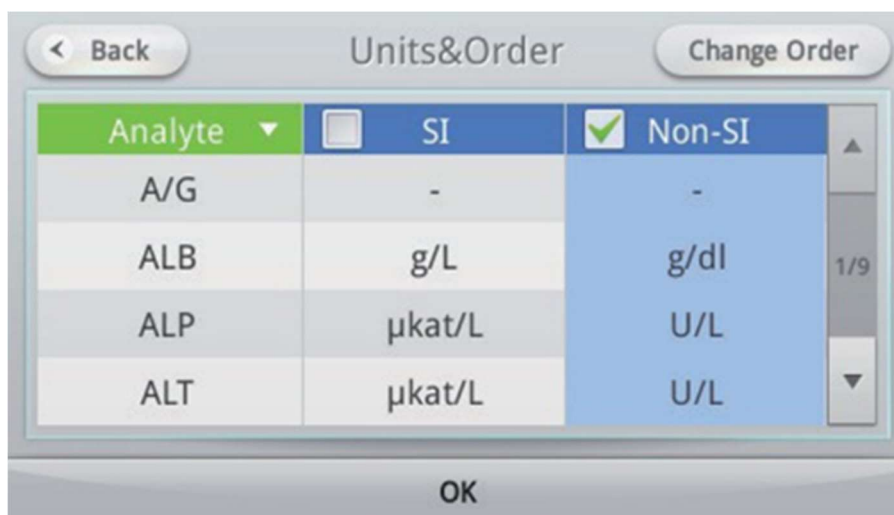 Back Units&Order Change Order
Analyte SI Non-SI
A/G - -
ALB g/L g/dl
1/9
ALP µkat/L U/L
ALT µkat/L U/L
OK